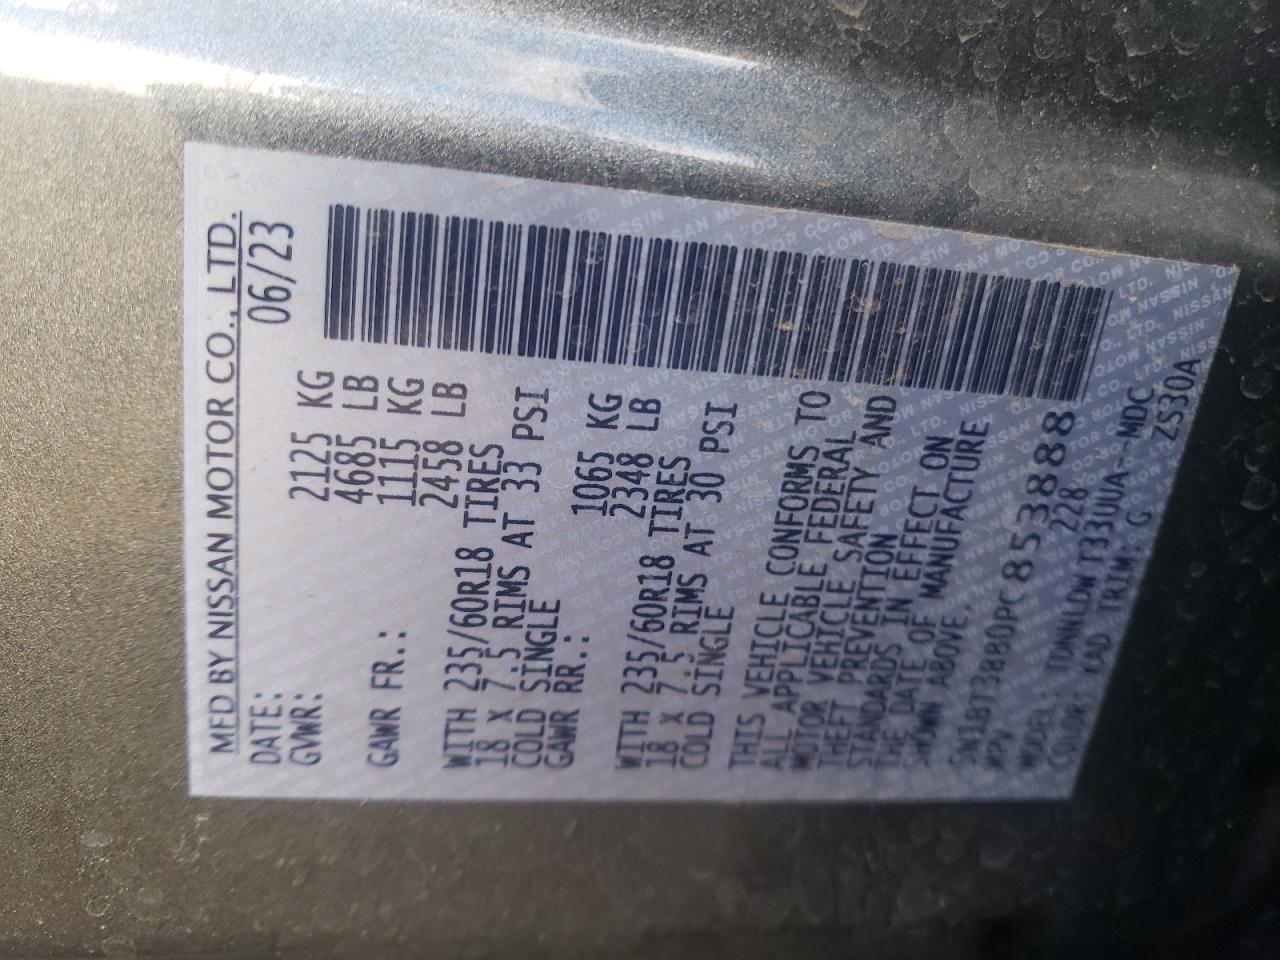 MFD BY NISSAN MOTOR CO., LTD.
DATE: 06/23
GVWR: 2125 KG
4685 LB
GAWR FR.: 1115 KG
2458 LB
WITH 235/60R18 TIRES
18 X 7.5 RIMS AT 33 PSI
COLD SINGLE
GAWR RR.: 1065 KG
2348 LB
WITH 235/60R18 TIRES
18 X 7.5 RIMS AT 30 PSI
COLD SINGLE
THIS VEHICLE CONFORMS TO
ALL APPLICABLE FEDERAL
MOTOR VEHICLE SAFETY AND
THEFT PREVENTION
STANDARDS IN EFFECT ON
THE DATE OF MANUFACTURE
SHOWN ABOVE.
5N1BT3BB0PC853888
MPV 228
MODEL: TDNNLDWT33UUA--MDC
COLOR: KAD TRIM: G ZS30A